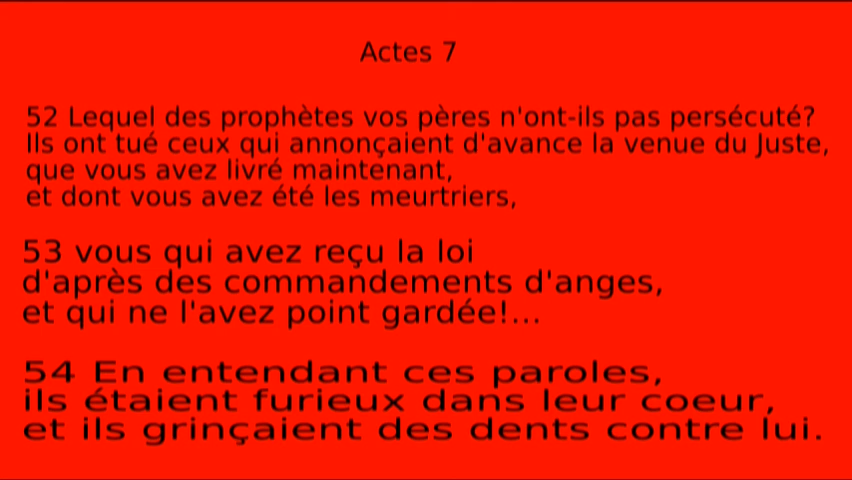 Actes 7
52 Lequel des prophètes vos pères n'ont-ils pas persécuté?
Ils ont tué ceux qui annonçaient d'avance la venue du Juste,
que vous avez livré maintenant,
et dont vous avez été les meurtriers,
53 vous qui avez reçu la loi
d'après des commandements d'anges,
et qui ne l'avez point gardée!...
54 En entendant ces paroles,
ils étaient furieux dans leur coeur,
et ils grinçaient des dents contre lui.